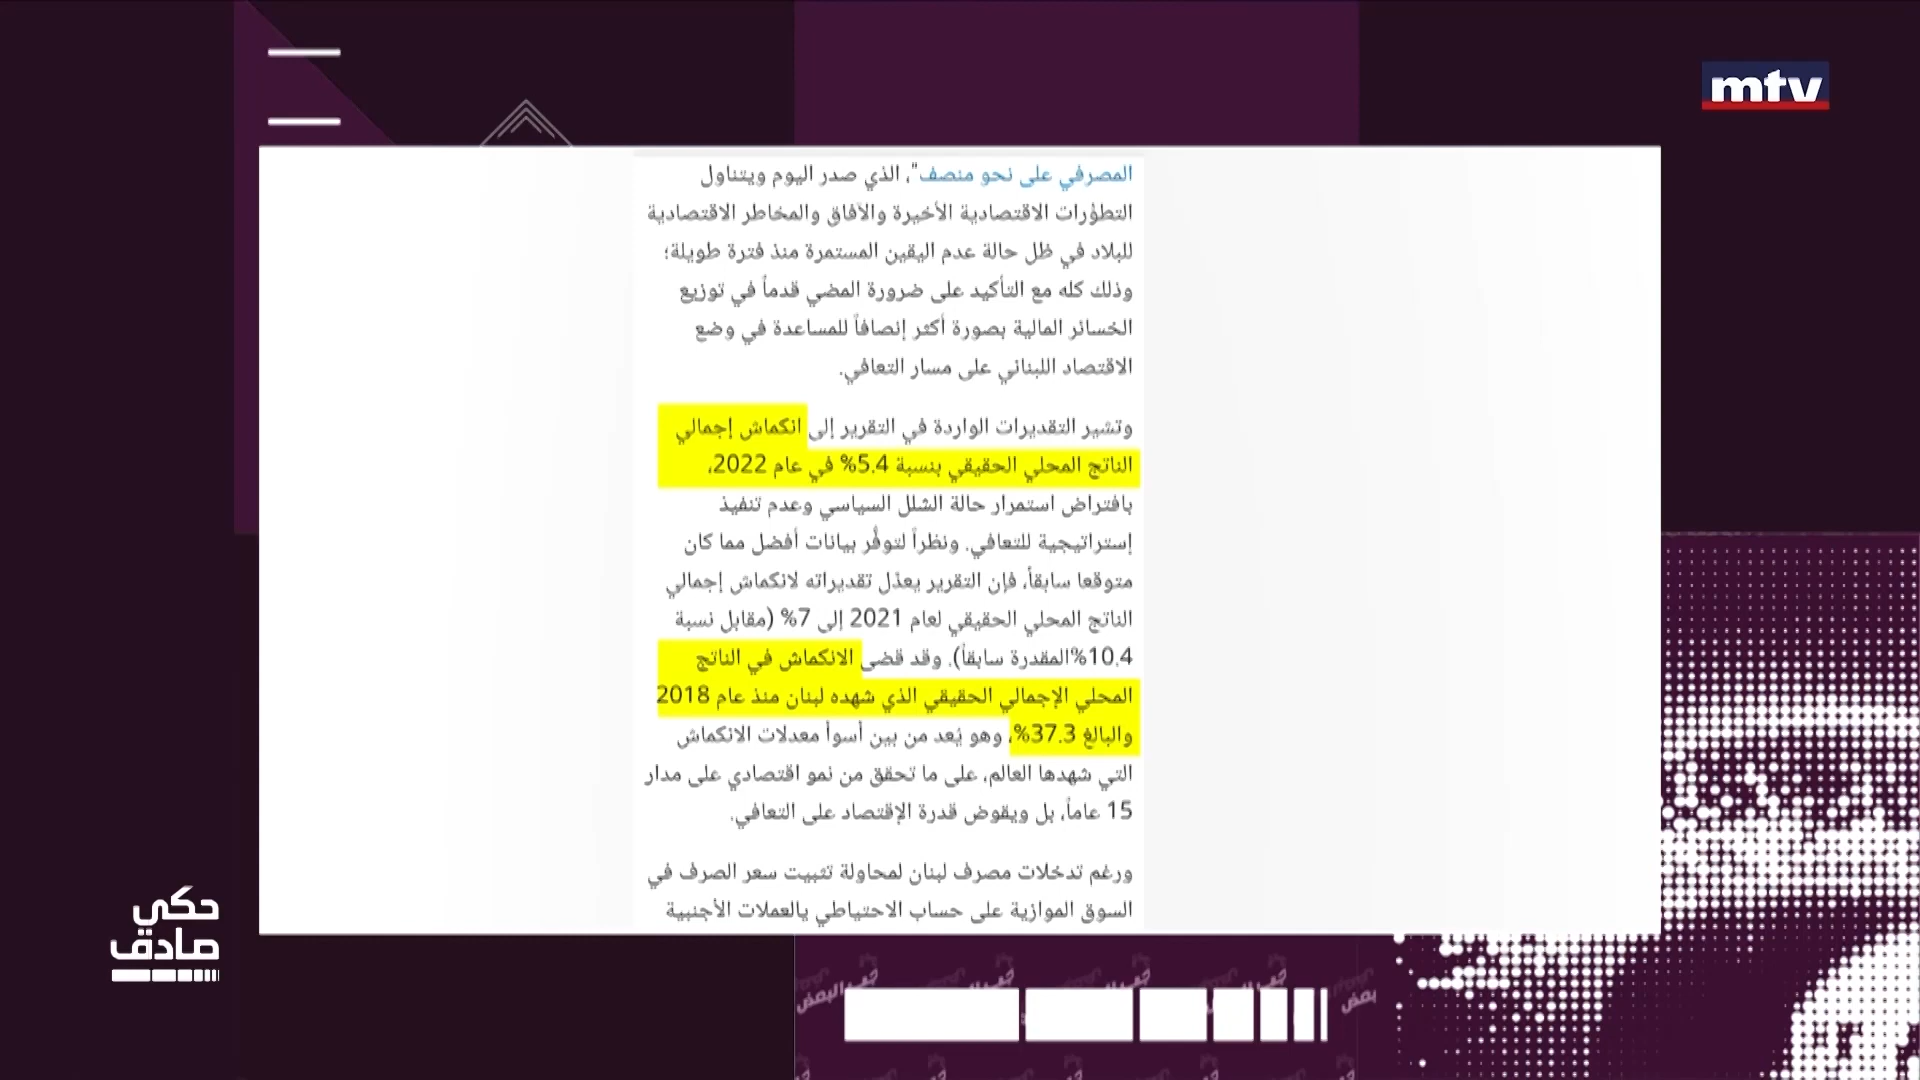 mtv
المصرفي على نحو منصف"، الذي صدر اليوم ويتناول
التطوُرات الاقتصادية الأخيرة والآفاق والمخاطر الاقتصادية
للبلاد في ظل حالة عدم اليقين المستمرة منذ فترة طويلة؛
وذلك كله مع التأكيد على ضرورة المضي قدماً في توزيع
الخسائر المالية بصورة أكثر إنصافاً للمساعدة في وضع
الاقتصاد اللبناني على مسار التعافي.
وتشير التقديرات الواردة في التقرير إلى انكماش إجمالي
الناتج المحلي الحقيقي بنسبة 5.4% في عام 2022،
بافتراض استمرار حالة الشلل السياسي وعدم تنفيذ
إستراتيجية للتعافي. ونظراً لتوفُّر بيانات أفضل مما كان
متوقعا سابقاً، فإن التقرير يعدّل تقديراته لانكماش إجمالي
الناتج المحلي الحقيقي لعام 2021 إلى 7% (مقابل نسبة
10.4%المقدرة سابقاً). وقد قضى الانكماش في الناتج
المحلي الإجمالي الحقيقي الذي شهده لبنان منذ عام 2018
والبالغ 37.3%، وهو يُعد من بين أسوأ معدلات الانكماش
التي شهدها العالم، على ما تحقق من نمو اقتصادي على مدار
15 عاماً، بل ويقوض قدرة الإقتصاد على التعافي.
ورغم تدخلات مصرف لبنان لمحاولة تثبيت سعر الصرف في
السوق الموازية على حساب الاحتياطي بالعملات الأجنبية
حكي
صادق